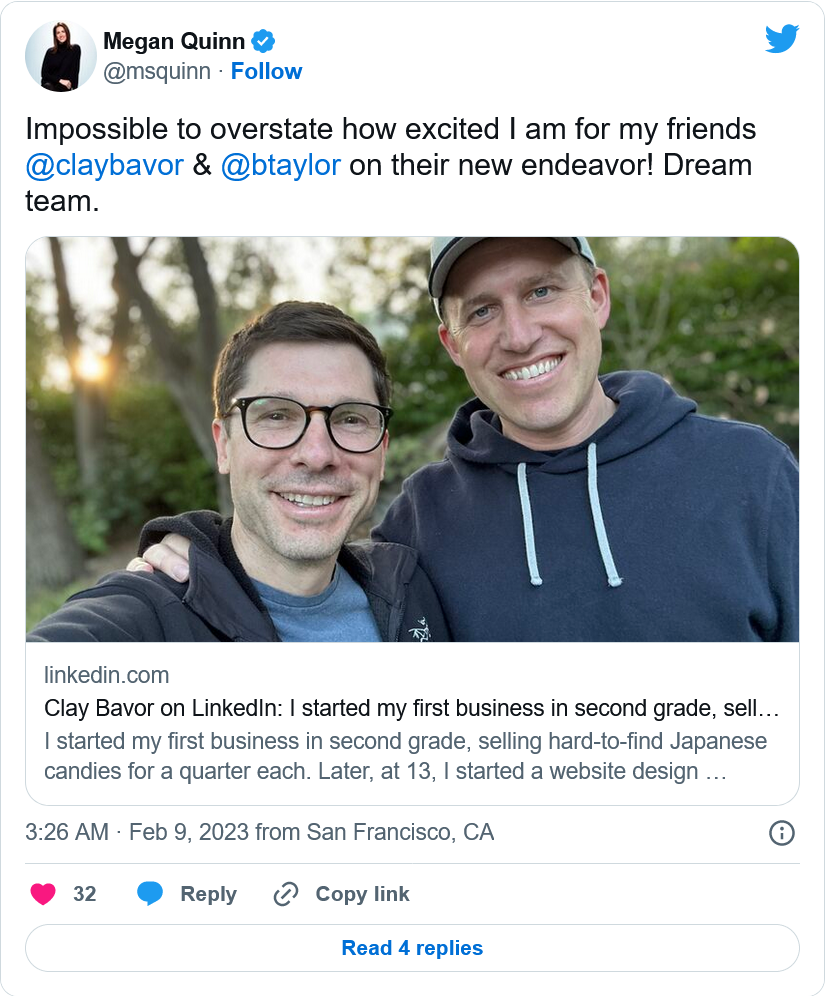 Megan Quinn
@msquinn · Follow
Impossible to overstate how excited I am for my friends
@claybavor & @btaylor on their new endeavor! Dream
team.
linkedin.com
Clay Bavor on LinkedIn: I started my first business in second grade, sell…
I started my first business in second grade, selling hard-to-find Japanese
candies for a quarter each. Later, at 13, I started a website design …
3:26 AM · Feb 9, 2023 from San Francisco, CA
32 Reply Copy link
Read 4 replies